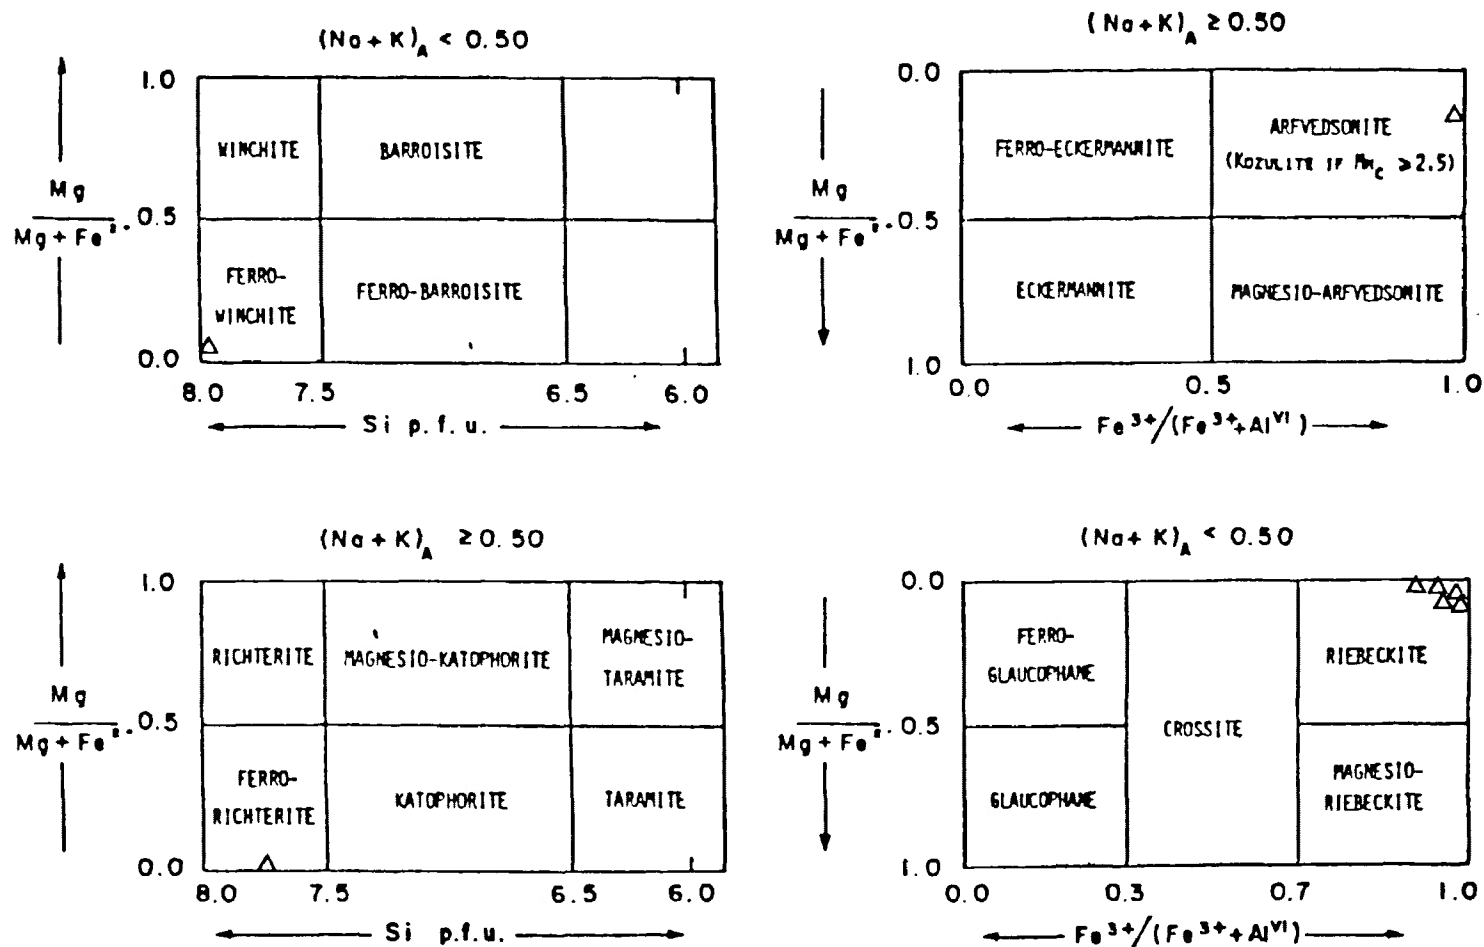 (Na + K)A < 0.50
1.0
WINCHITE
BARROISITE
Mg
Mg + Fe2+
0.5
FERRO-
WINCHITE
FERRO-BARROISITE
0.0
8.0
7.5
6.5
6.0
Si p.f.u.
(Na + K)A ≥ 0.50
0.0
FERRO-ECKERMANNITE
ARFVEDSONITE
(KOZULITE IF MnC ≥ 2.5)
Mg
Mg + Fe2+
0.5
ECKERMANNITE
MAGNESIO-ARFVEDSONITE
1.0
0.0
0.5
1.0
Fe3+/(Fe3++AlVI)
(Na + K)A ≥ 0.50
1.0
RICHTERITE
MAGNESIO-KATOPHORITE
MAGNESIO-
TARAMITE
Mg
Mg + Fe2+
0.5
FERRO-
RICHTERITE
KATOPHORITE
TARAMITE
0.0
8.0
7.5
6.5
6.0
Si p.f.u.
(Na + K)A < 0.50
0.0
FERRO-
GLAUCOPHANE
RIEBECKITE
Mg
Mg + Fe2+
0.5
CROSSITE
GLAUCOPHANE
MAGNESIO-
RIEBECKITE
1.0
0.0
0.3
0.7
1.0
Fe3+/(Fe3++AlVI)